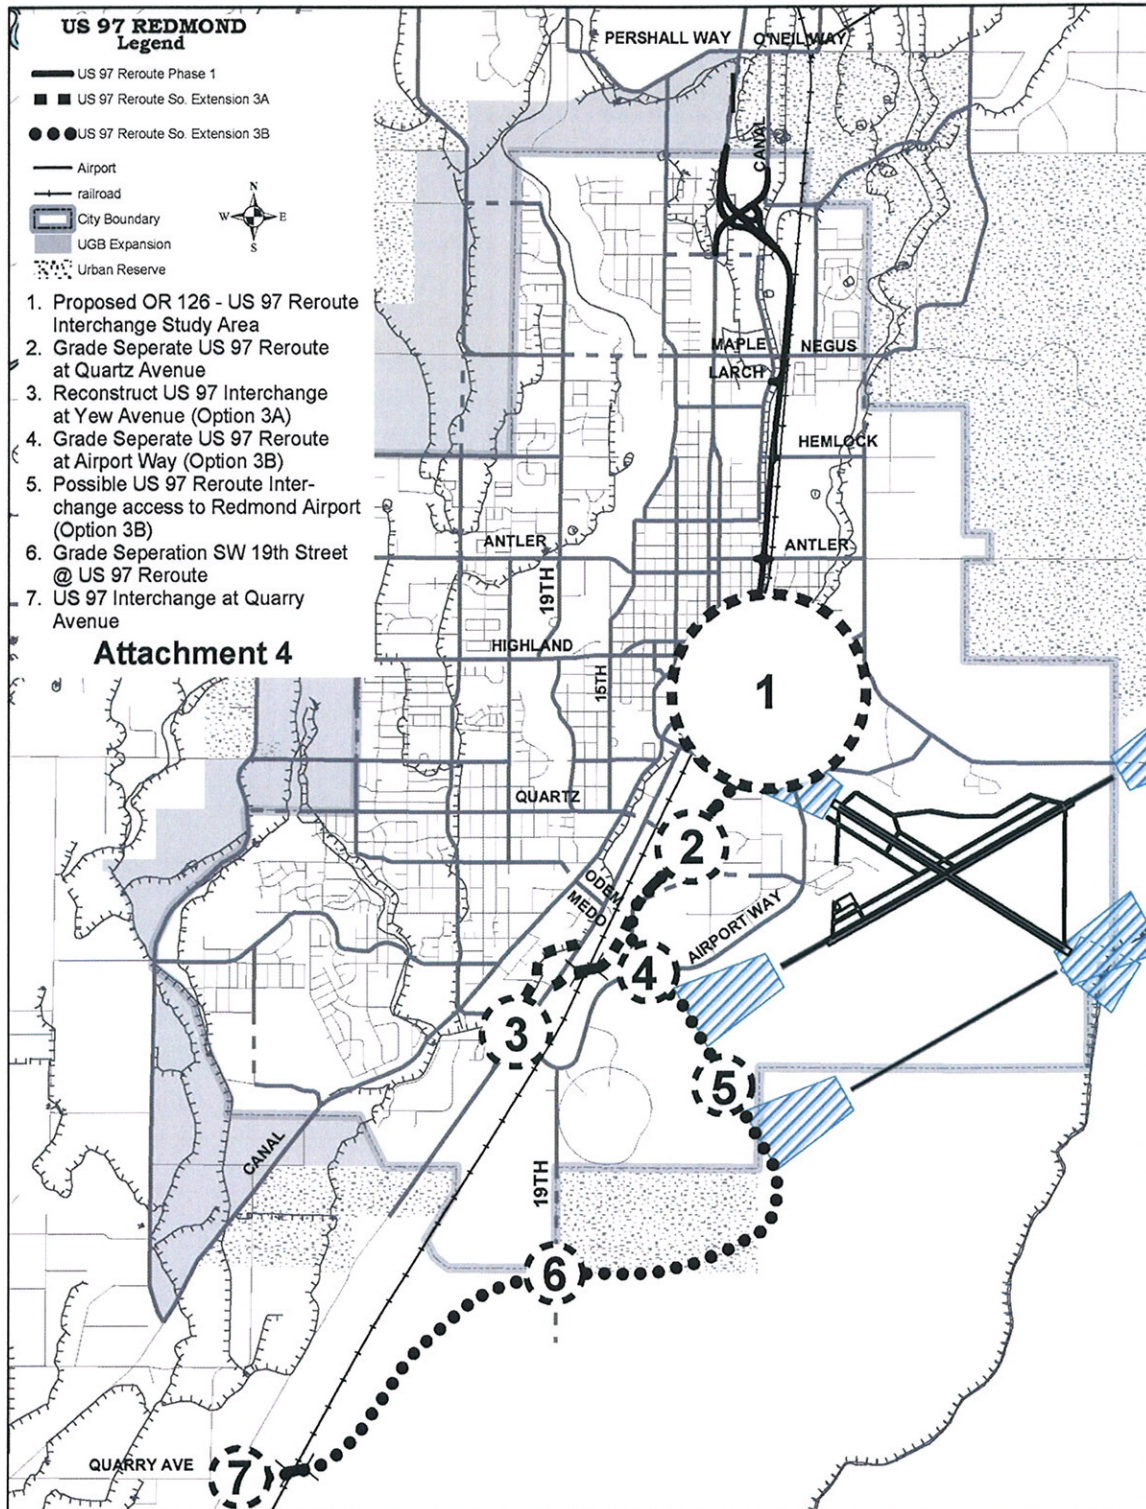 US 97 REDMOND
Legend
US 97 Reroute Phase 1
US 97 Reroute So. Extension 3A
US 97 Reroute So. Extension 3B
Airport
railroad
City Boundary
UGB Expansion
Urban Reserve
N
W E
S
1. Proposed OR 126 - US 97 Reroute
Interchange Study Area
2. Grade Seperate US 97 Reroute
at Quartz Avenue
3. Reconstruct US 97 Interchange
at Yew Avenue (Option 3A)
4. Grade Seperate US 97 Reroute
at Airport Way (Option 3B)
5. Possible US 97 Reroute Inter-
change access to Redmond Airport
(Option 3B)
6. Grade Seperation SW 19th Street
@ US 97 Reroute
7. US 97 Interchange at Quarry
Avenue
Attachment 4
PERSHALL WAY
O'NEIL WAY
CANAL
MAPLE
NEGUS
LARCH
HEMLOCK
ANTLER
ANTLER
19TH
HIGHLAND
15TH
1
QUARTZ
2
ODEM
MEDO
AIRPORT WAY
4
3
5
CANAL
19TH
6
QUARRY AVE
7